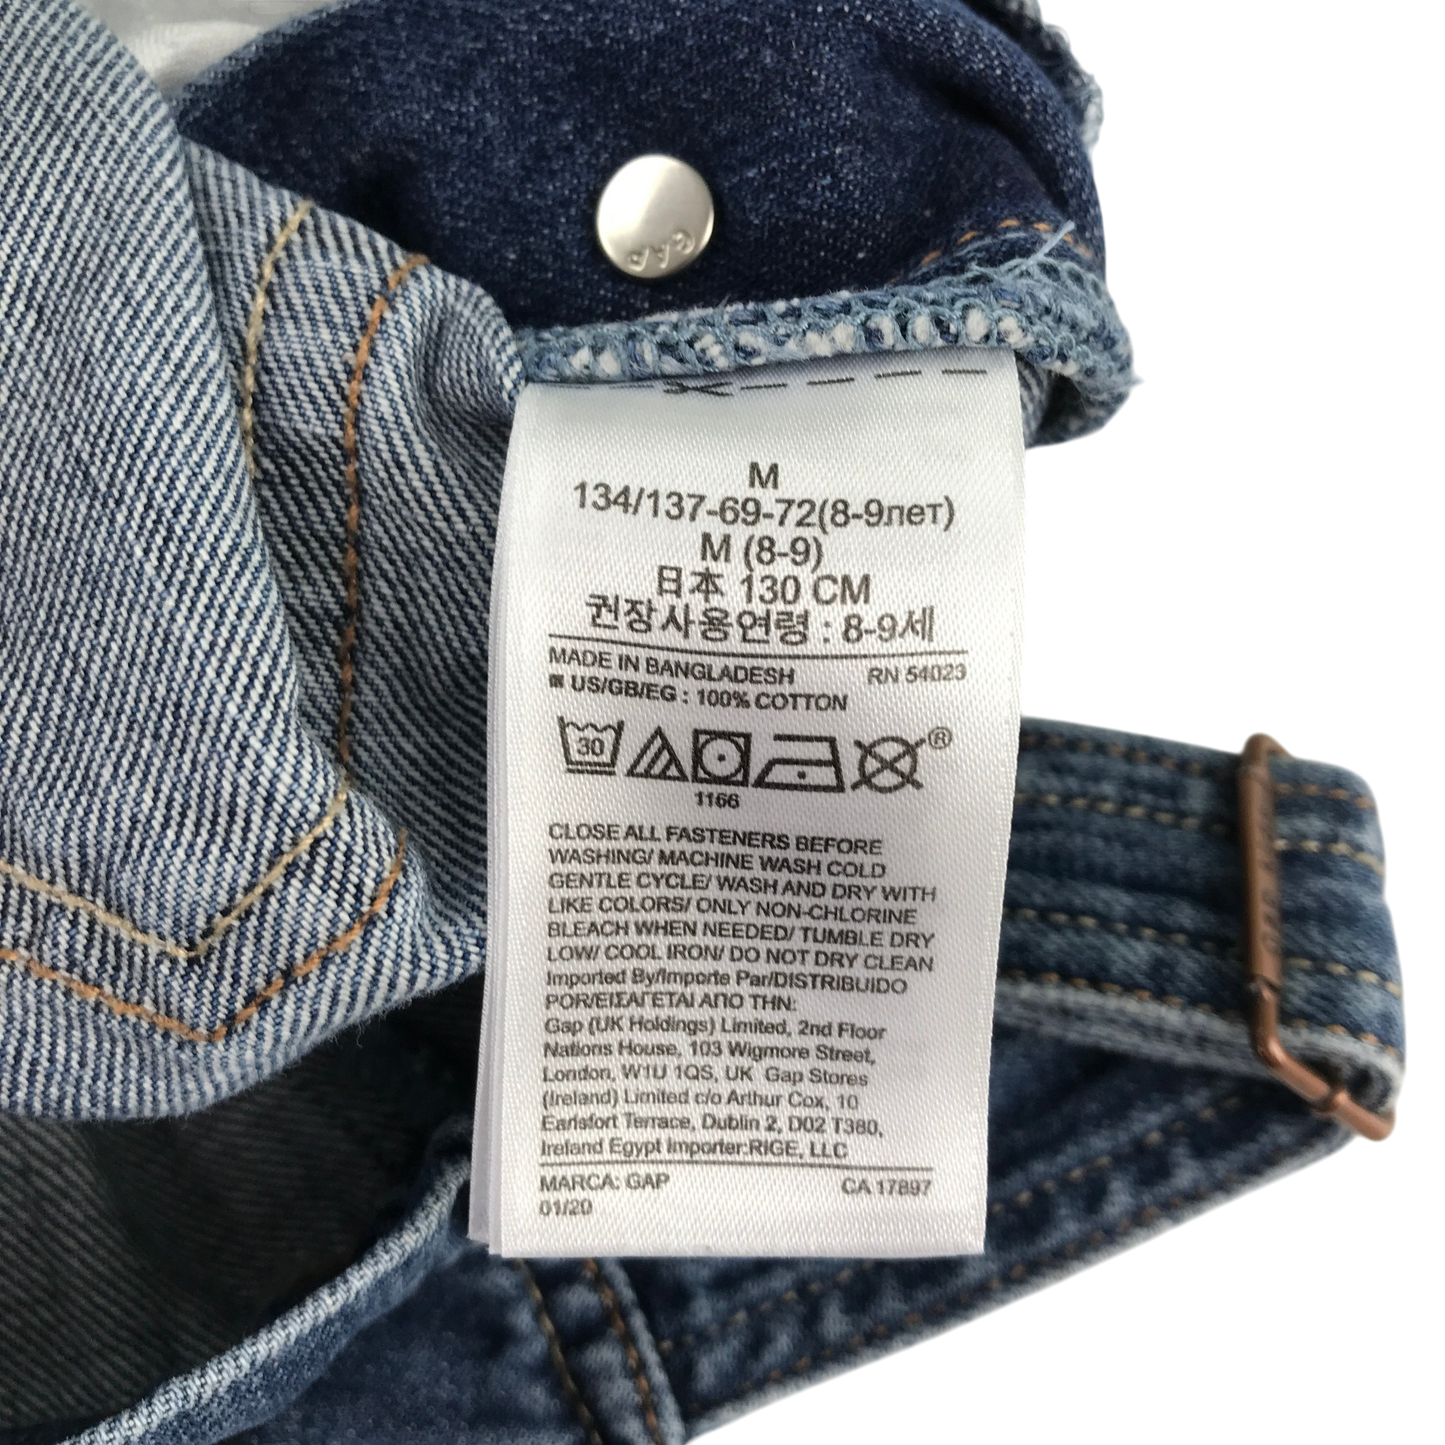 GAP
M
134/137-69-72(8-9лет)
M (8-9)
日本 130 CM
권장사용연령 : 8-9세
MADE IN BANGLADESH RN 54023
US/GB/EG : 100% COTTON
30 ®
1166
CLOSE ALL FASTENERS BEFORE
WASHING/ MACHINE WASH COLD
GENTLE CYCLE/ WASH AND DRY WITH
LIKE COLORS/ ONLY NON-CHLORINE
BLEACH WHEN NEEDED/ TUMBLE DRY
LOW/ COOL IRON/ DO NOT DRY CLEAN
Imported By/Importe Par/DISTRIBUIDO
POR/ΕΙΣΑΓΕΤΑΙ ΑΠΟ ΤΗΝ:
Gap (UK Holdings) Limited, 2nd Floor
Nations House, 103 Wigmore Street,
London, W1U 1QS, UK Gap Stores
(Ireland) Limited c/o Arthur Cox, 10
Earlsfort Terrace, Dublin 2, D02 T380,
Ireland Egypt Importer:RIGE, LLC
MARCA: GAP CA 17897
01/20